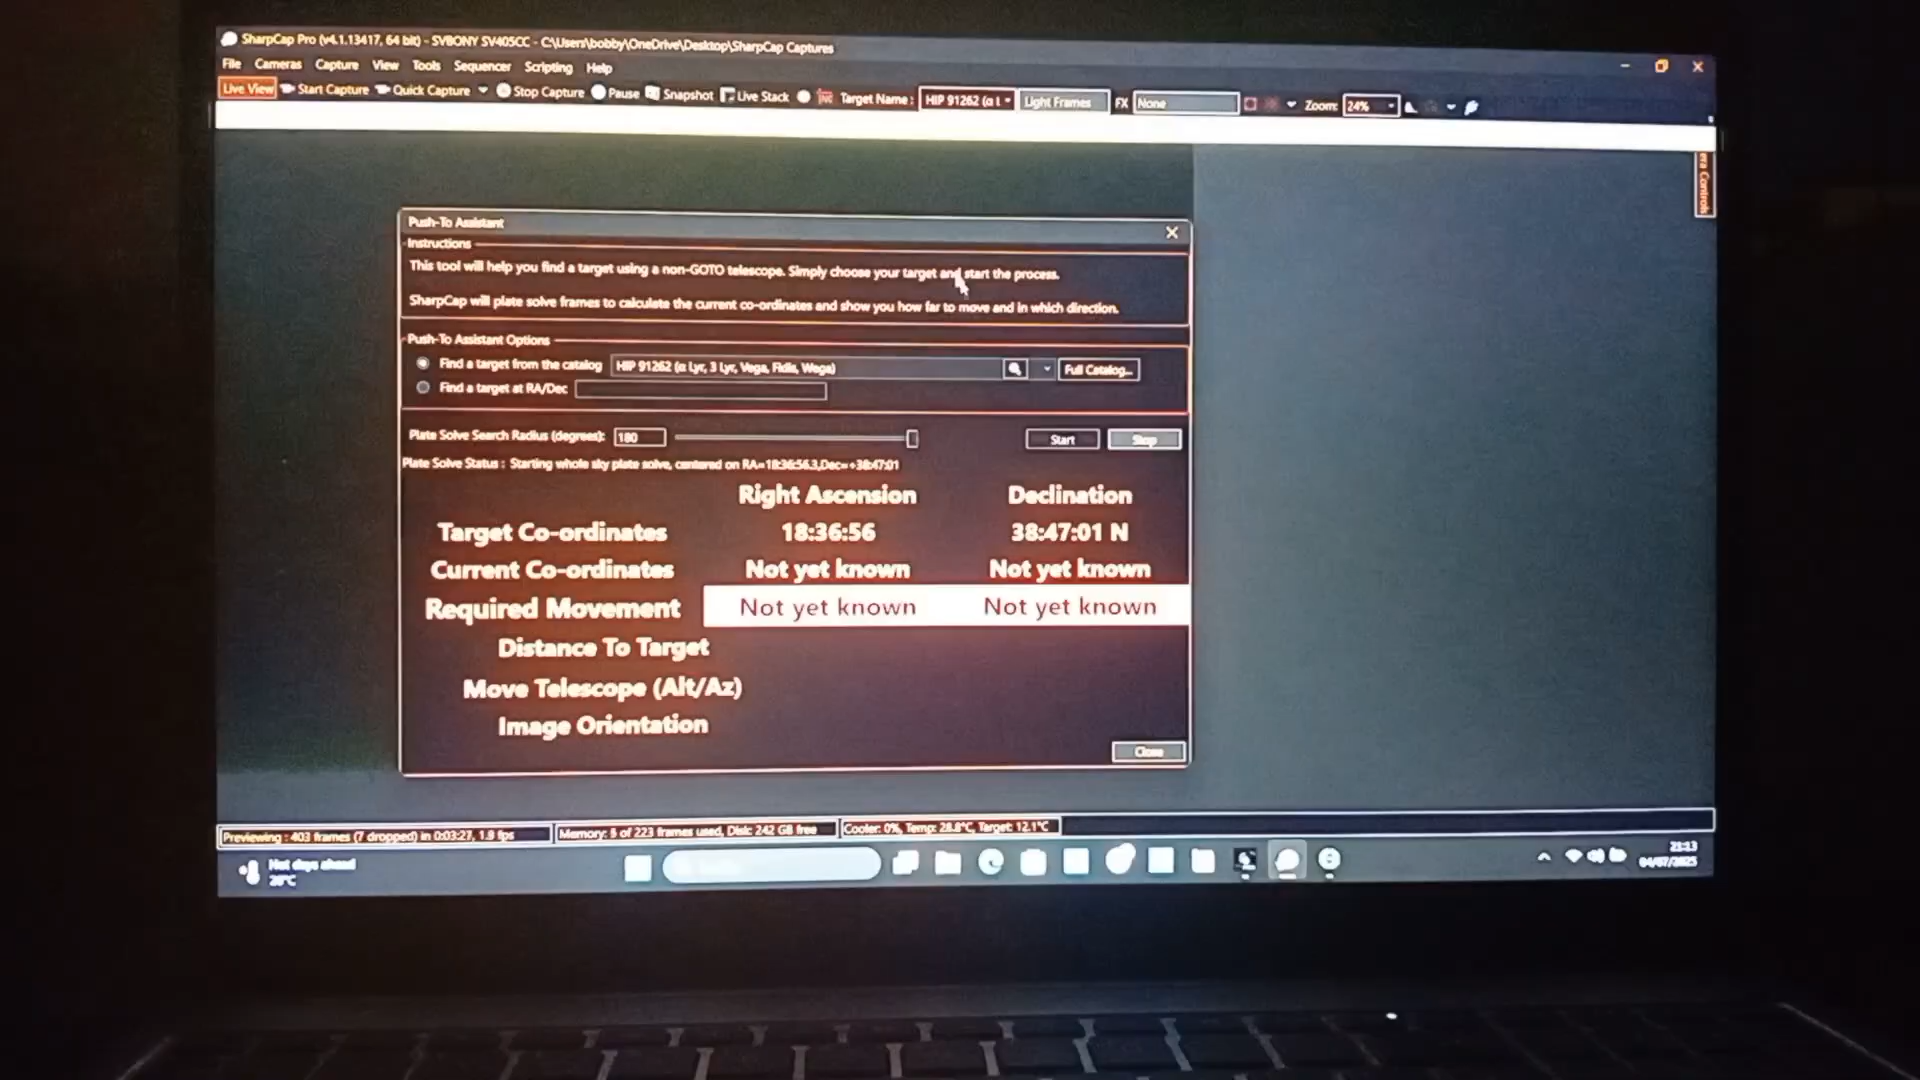 SharpCap Pro (v4.1.13417, 64 bit) - SVBONY SV405CC - C:\Users\bobby\OneDrive\Desktop\SharpCap Captures
File Cameras Capture View Tools Sequencer Scripting Help
Live View Start Capture Quick Capture Stop Capture Pause Snapshot Live Stack Target Name : HIP 91262 (α L Light Frames FX None Zoom: 24%
era Controls
Push-To Assistant
Instructions
This tool will help you find a target using a non-GOTO telescope. Simply choose your target and start the process.
SharpCap will plate solve frames to calculate the current co-ordinates and show you how far to move and in which direction.
Push-To Assistant Options
Find a target from the catalog HIP 91262 (α Lyr, 3 Lyr, Vega, Fidis, Wega) Full Catalog...
Find a target at RA/Dec
Plate Solve Search Radius (degrees): 180 Start Stop
Plate Solve Status : Starting whole sky plate solve, centered on RA=18:36:56.3,Dec=+38:47:01
Right Ascension Declination
Target Co-ordinates 18:36:56 38:47:01 N
Current Co-ordinates Not yet known Not yet known
Required Movement Not yet known Not yet known
Distance To Target
Move Telescope (Alt/Az)
Image Orientation
Close
Previewing : 403 frames (7 dropped) in 0:03:27, 1.9 fps Memory: 5 of 223 frames used, Disk: 242 GB free Cooler: 0%, Temp: 28.8°C, Target: 12.1°C
Hot days ahead 21:13
26°C 04/07/2025